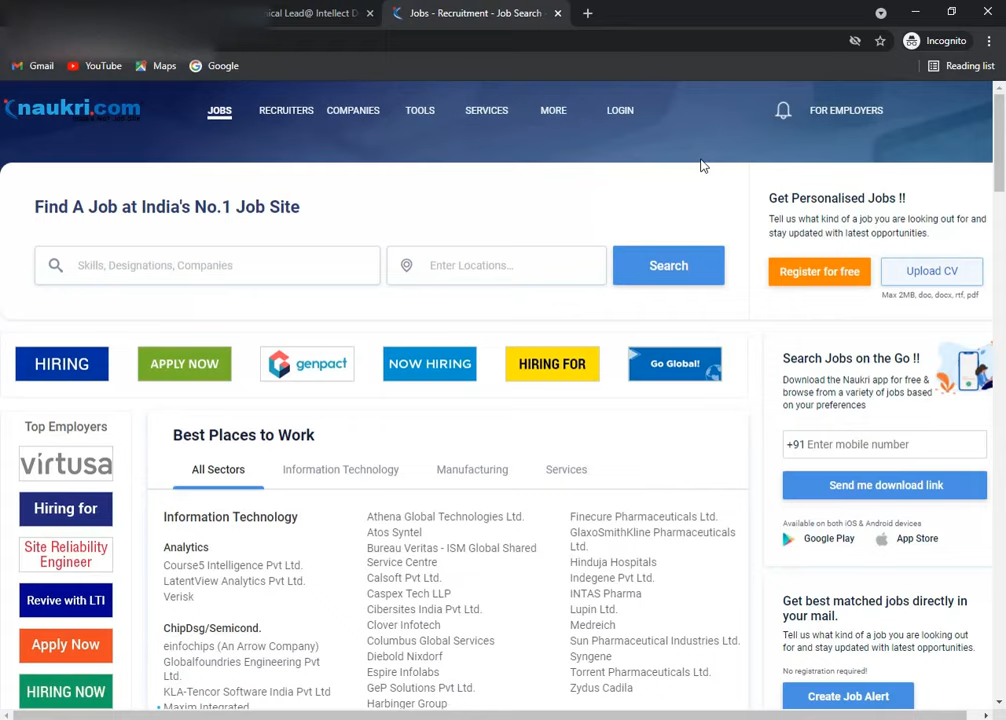 ical Lead@ Intellect D
Jobs - Recruitment - Job Search
Incognito
Gmail
YouTube
Maps
Google
Reading list
naukri.com
JOBS
RECRUITERS
COMPANIES
TOOLS
SERVICES
MORE
LOGIN
FOR EMPLOYERS
Find A Job at India's No.1 Job Site
Skills, Designations, Companies
Enter Locations...
Search
Get Personalised Jobs !!
Tell us what kind of a job you are looking out for and
stay updated with latest opportunities.
Register for free
Upload CV
Max 2MB, doc, docx, rtf, pdf
HIRING
APPLY NOW
genpact
NOW HIRING
HIRING FOR
Go Global!
Search Jobs on the Go !!
Download the Naukri app for free &
browse from a variety of jobs based
on your preferences
+91 Enter mobile number
Send me download link
Available on both iOS & Android devices
Google Play
App Store
Top Employers
virtusa
Hiring for
Site Reliability
Engineer
Revive with LTI
Apply Now
HIRING NOW
Best Places to Work
All Sectors
Information Technology
Manufacturing
Services
Information Technology
Analytics
Course5 Intelligence Pvt Ltd.
LatentView Analytics Pvt Ltd.
Verisk
ChipDsg/Semicond.
einfochips (An Arrow Company)
Globalfoundries Engineering Pvt
Ltd.
KLA-Tencor Software India Pvt Ltd
Maxim Integrated
Athena Global Technologies Ltd.
Atos Syntel
Bureau Veritas - ISM Global Shared
Service Centre
Calsoft Pvt Ltd.
Caspex Tech LLP
Cibersites India Pvt Ltd.
Clover Infotech
Columbus Global Services
Diebold Nixdorf
Espire Infolabs
GeP Solutions Pvt Ltd.
Harbinger Group
Finecure Pharmaceuticals Ltd.
GlaxoSmithKline Pharmaceuticals
Ltd.
Hinduja Hospitals
Indegene Pvt Ltd.
INTAS Pharma
Lupin Ltd.
Medreich
Sun Pharmaceutical Industries Ltd.
Syngene
Torrent Pharmaceuticals Ltd.
Zydus Cadila
Get best matched jobs directly in
your mail.
Tell us what kind of a job you are looking out
for and stay updated with latest opportunities.
No registration required!
Create Job Alert